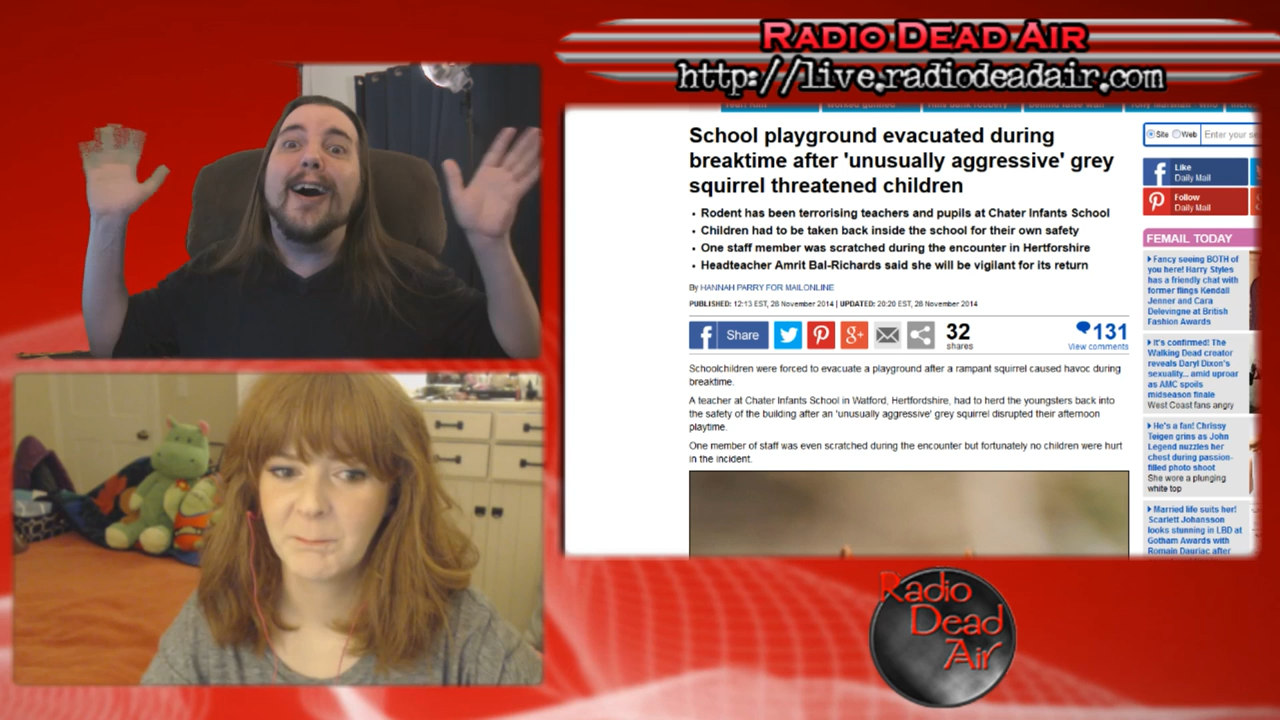 Radio Dead Air
http://live.radiodeadair.com
School playground evacuated during
breaktime after 'unusually aggressive' grey
squirrel threatened children
• Rodent has been terrorising teachers and pupils at Chater Infants School
• Children had to be taken back inside the school for their own safety
• One staff member was scratched during the encounter in Hertforshire
• Headteacher Amrit Bal-Richards said she will be vigilant for its return
By HANNAH PARRY FOR MAILONLINE
PUBLISHED: 12:13 EST, 28 November 2014 | UPDATED: 20:20 EST, 28 November 2014
Share
32
shares
131
View comments
Schoolchildren were forced to evacuate a playground after a rampant squirrel caused havoc during
breaktime.
A teacher at Chater Infants School in Watford, Hertfordshire, had to herd the youngsters back into
the safety of the building after an 'unusually aggressive' grey squirrel disrupted their afternoon
playtime.
One member of staff was even scratched during the encounter but fortunately no children were hurt
in the incident.
Site Web Enter your
Like
Daily Mail
Follow
Daily Mail
FEMAIL TODAY
Fancy seeing BOTH of
you here! Harry Styles
has a friendly chat with
former flings Kendall
Jenner and Cara
Delevingne at British
Fashion Awards
It's confirmed! The
Walking Dead creator
reveals Daryl Dixon's
sexuality... amid uproar
as AMC spoils
midseason finale
West Coast fans angry
He's a fan! Chrissy
Teigen grins as John
Legend nuzzles her
chest during passion-
filled photo shoot
She wore a plunging
white top
Married life suits her!
Scarlett Johansson
looks stunning in LBD at
Gotham Awards with
Romain Dauriac after
Radio
Dead
Air